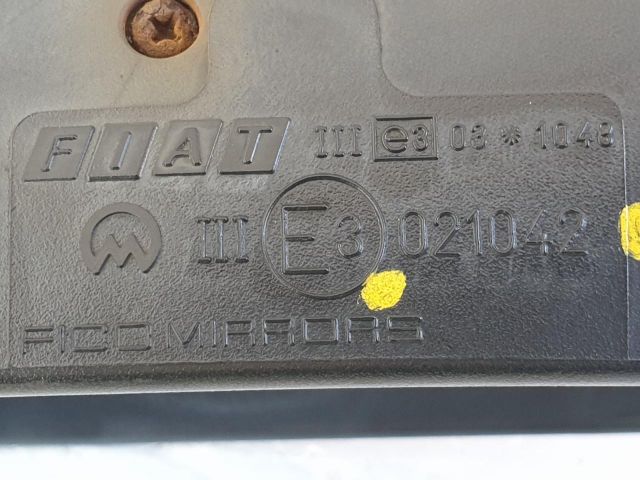 FIAT III e3 03*1048
M III E3 021042
FICO MIRRORS